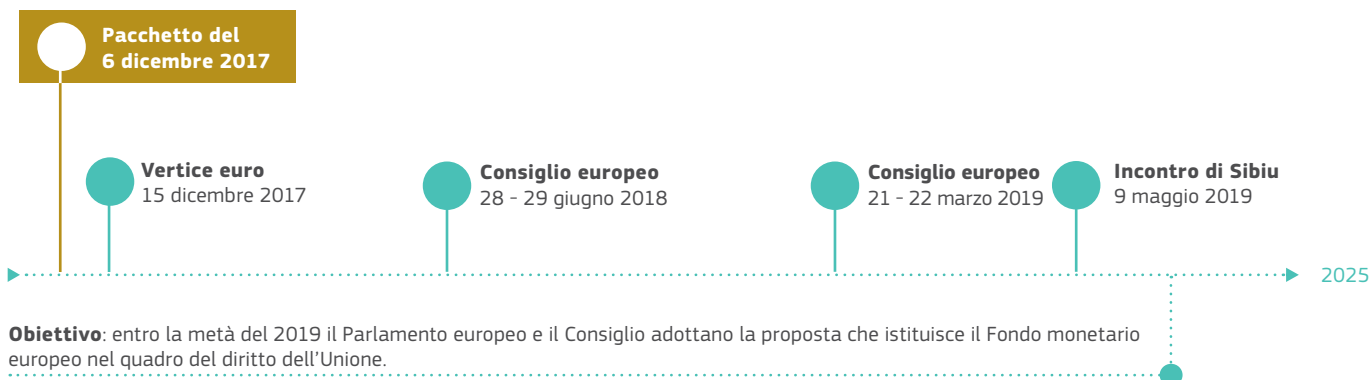 Pacchetto del
6 dicembre 2017
Vertice euro
15 dicembre 2017
Consiglio europeo
28 - 29 giugno 2018
Consiglio europeo
21 - 22 marzo 2019
Incontro di Sibiu
9 maggio 2019
2025
Obiettivo: entro la metà del 2019 il Parlamento europeo e il Consiglio adottano la proposta che istituisce il Fondo monetario
europeo nel quadro del diritto dell’Unione.